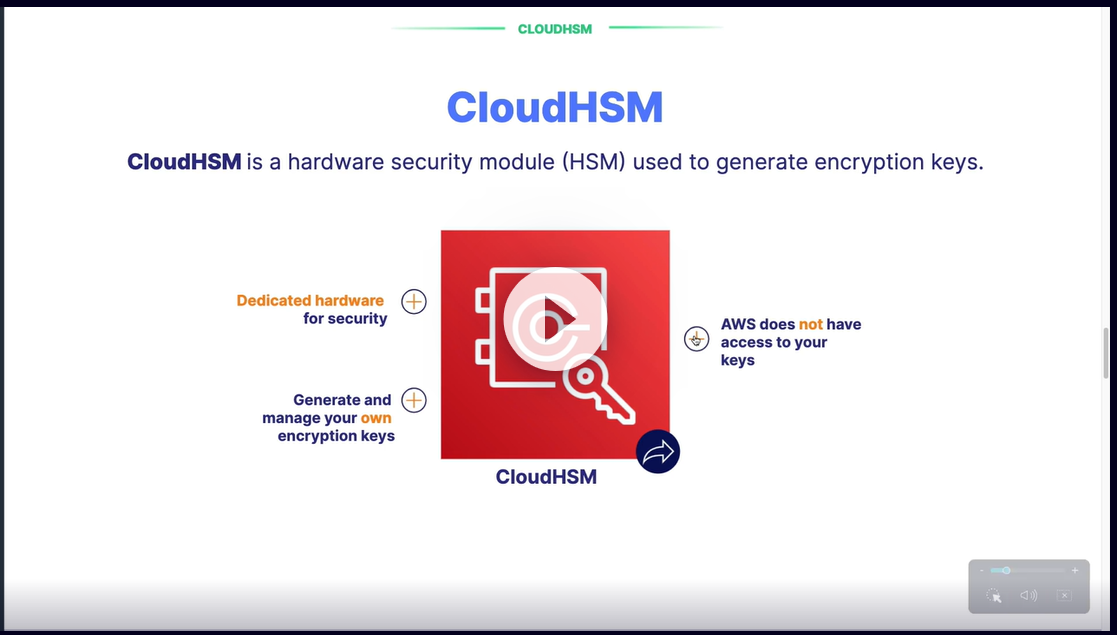 CLOUDHSM
CloudHSM
CloudHSM is a hardware security module (HSM) used to generate encryption keys.
Dedicated hardware
for security
Generate and
manage your own
encryption keys
AWS does not have
access to your
keys
CloudHSM